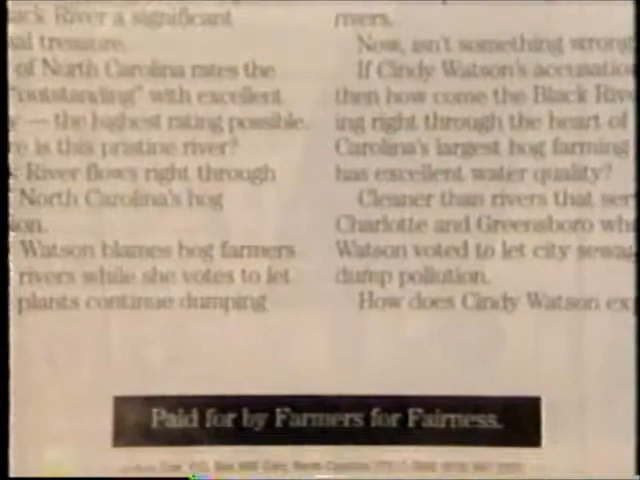 ack River a significant
al treasure.
of North Carolina rates the
"outstanding" with excellent
— the highest rating possible.
e is this pristine river?
River flows right through
North Carolina's hog
ion.
Watson blames hog farmers
rivers while she votes to let
plants continue dumping
rivers.
Now, isn't something wrong
If Cindy Watson's accusatio
then how come the Black Rive
ing right through the heart of
Carolina's largest hog farming
has excellent water quality?
Cleaner than rivers that ser
Charlotte and Greensboro wh
Watson voted to let city sewag
dump pollution.
How does Cindy Watson exp
Paid for by Farmers for Fairness.